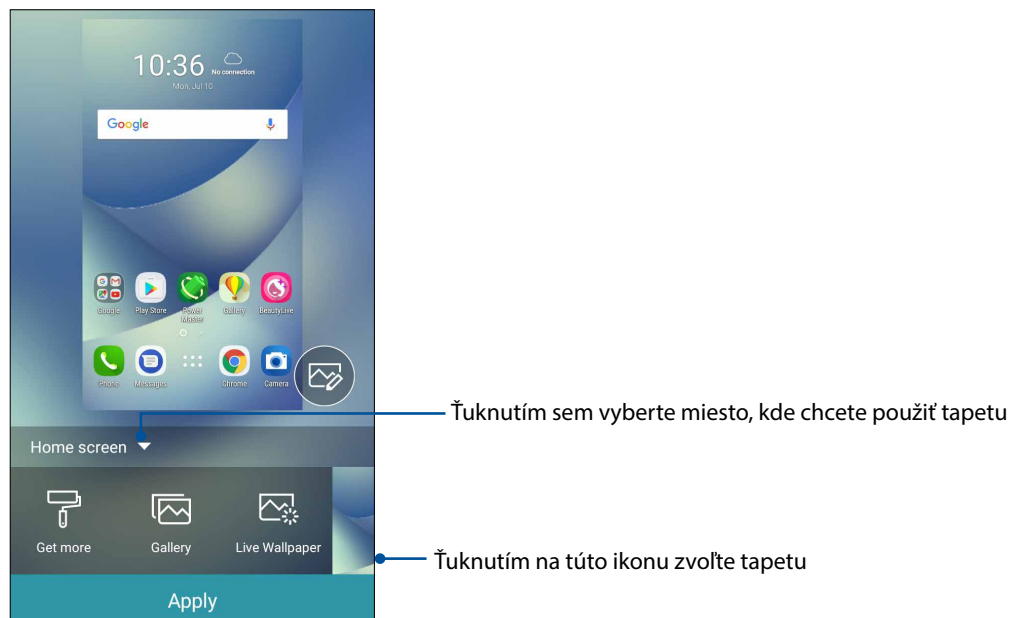 10:36 No connection
Mon, Jul 10
Google
Google Play Store Power Gallery BeautyLive
Master
Phone Messages Chrome Camera
Ťuknutím sem vyberte miesto, kde chcete použiť tapetu
Home screen
Get more Gallery Live Wallpaper
Ťuknutím na túto ikonu zvoľte tapetu
Apply